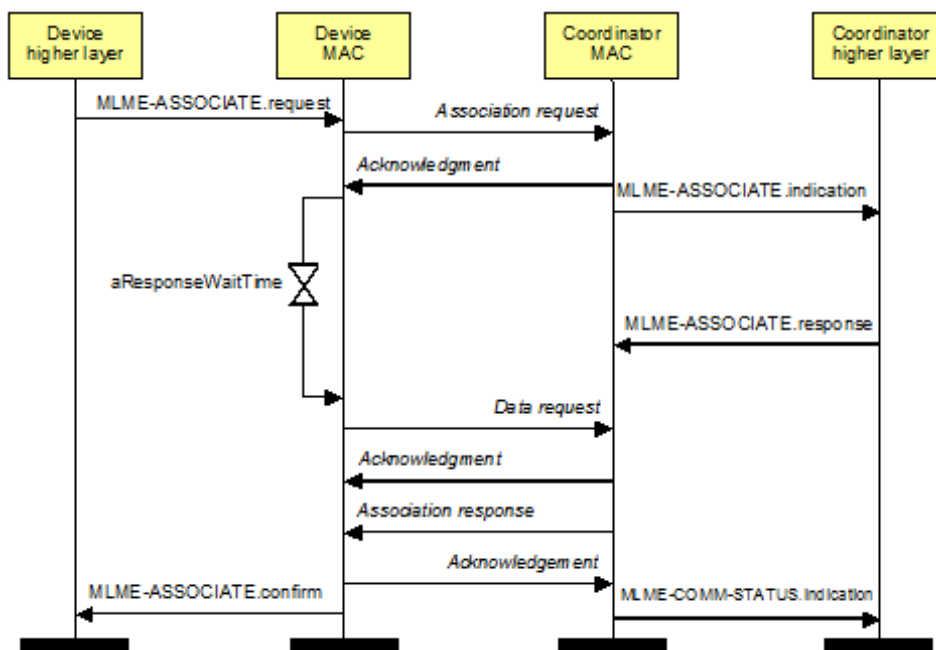 Device
higher layer
Device
MAC
Coordinator
MAC
Coordinator
higher layer
MLME-ASSOCIATE.request
Association request
Acknowledgment
MLME-ASSOCIATE.indication
aResponseWaitTime
MLME-ASSOCIATE.response
Data request
Acknowledgment
Association response
Acknowledgement
MLME-ASSOCIATE.confirm
MLME-COMM-STATUS.indication